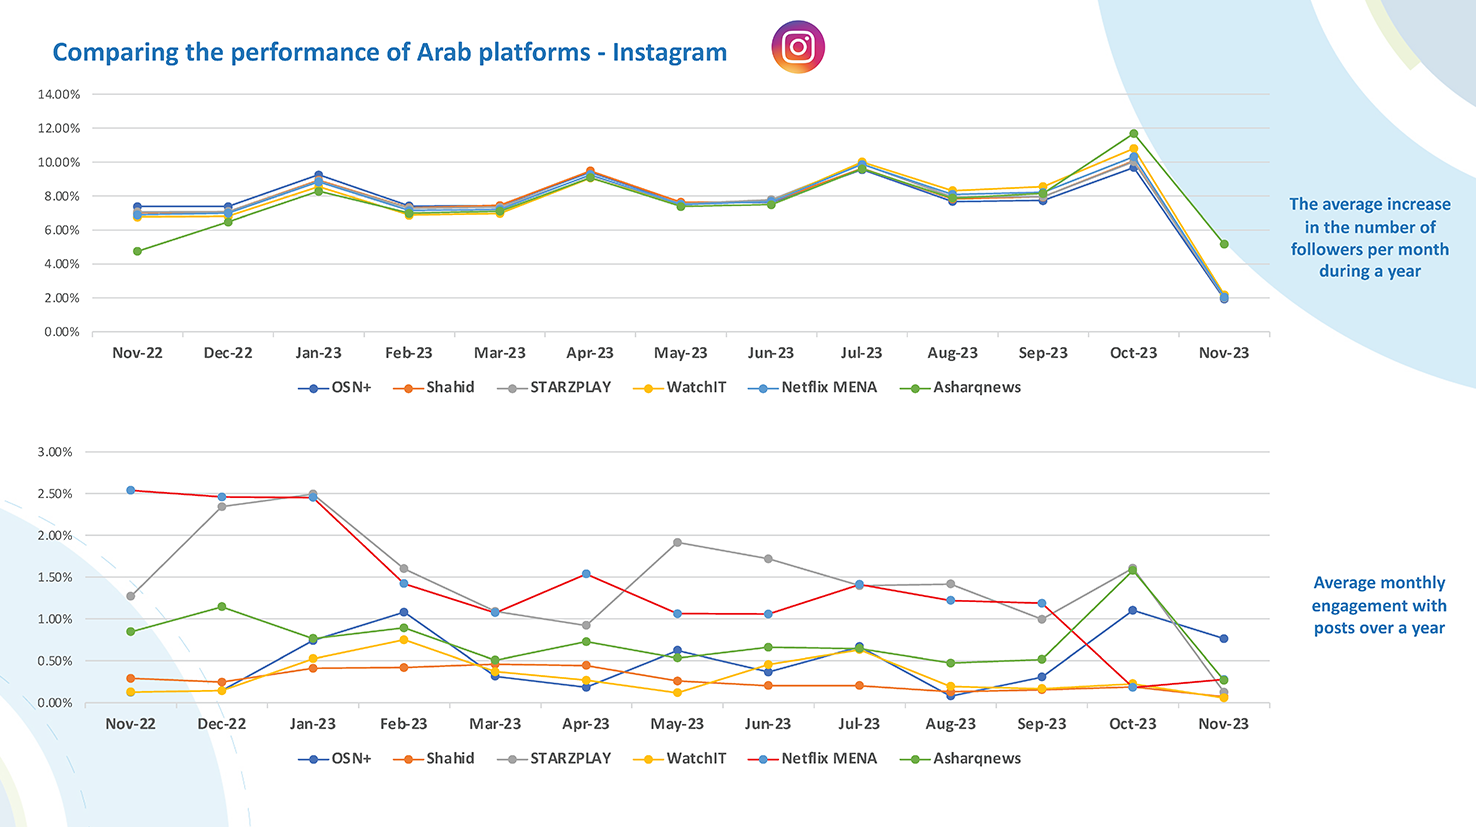 Comparing the performance of Arab platforms - Instagram
14.00%
12.00%
10.00%
8.00%
6.00%
4.00%
2.00%
0.00%
Nov-22 Dec-22 Jan-23 Feb-23 Mar-23 Apr-23 May-23 Jun-23 Jul-23 Aug-23 Sep-23 Oct-23 Nov-23
OSN+ Shahid STARZPLAY WatchIT Netflix MENA Asharqnews
The average increase
in the number of
followers per month
during a year
3.00%
2.50%
2.00%
1.50%
1.00%
0.50%
0.00%
Nov-22 Dec-22 Jan-23 Feb-23 Mar-23 Apr-23 May-23 Jun-23 Jul-23 Aug-23 Sep-23 Oct-23 Nov-23
OSN+ Shahid STARZPLAY WatchIT Netflix MENA Asharqnews
Average monthly
engagement with
posts over a year